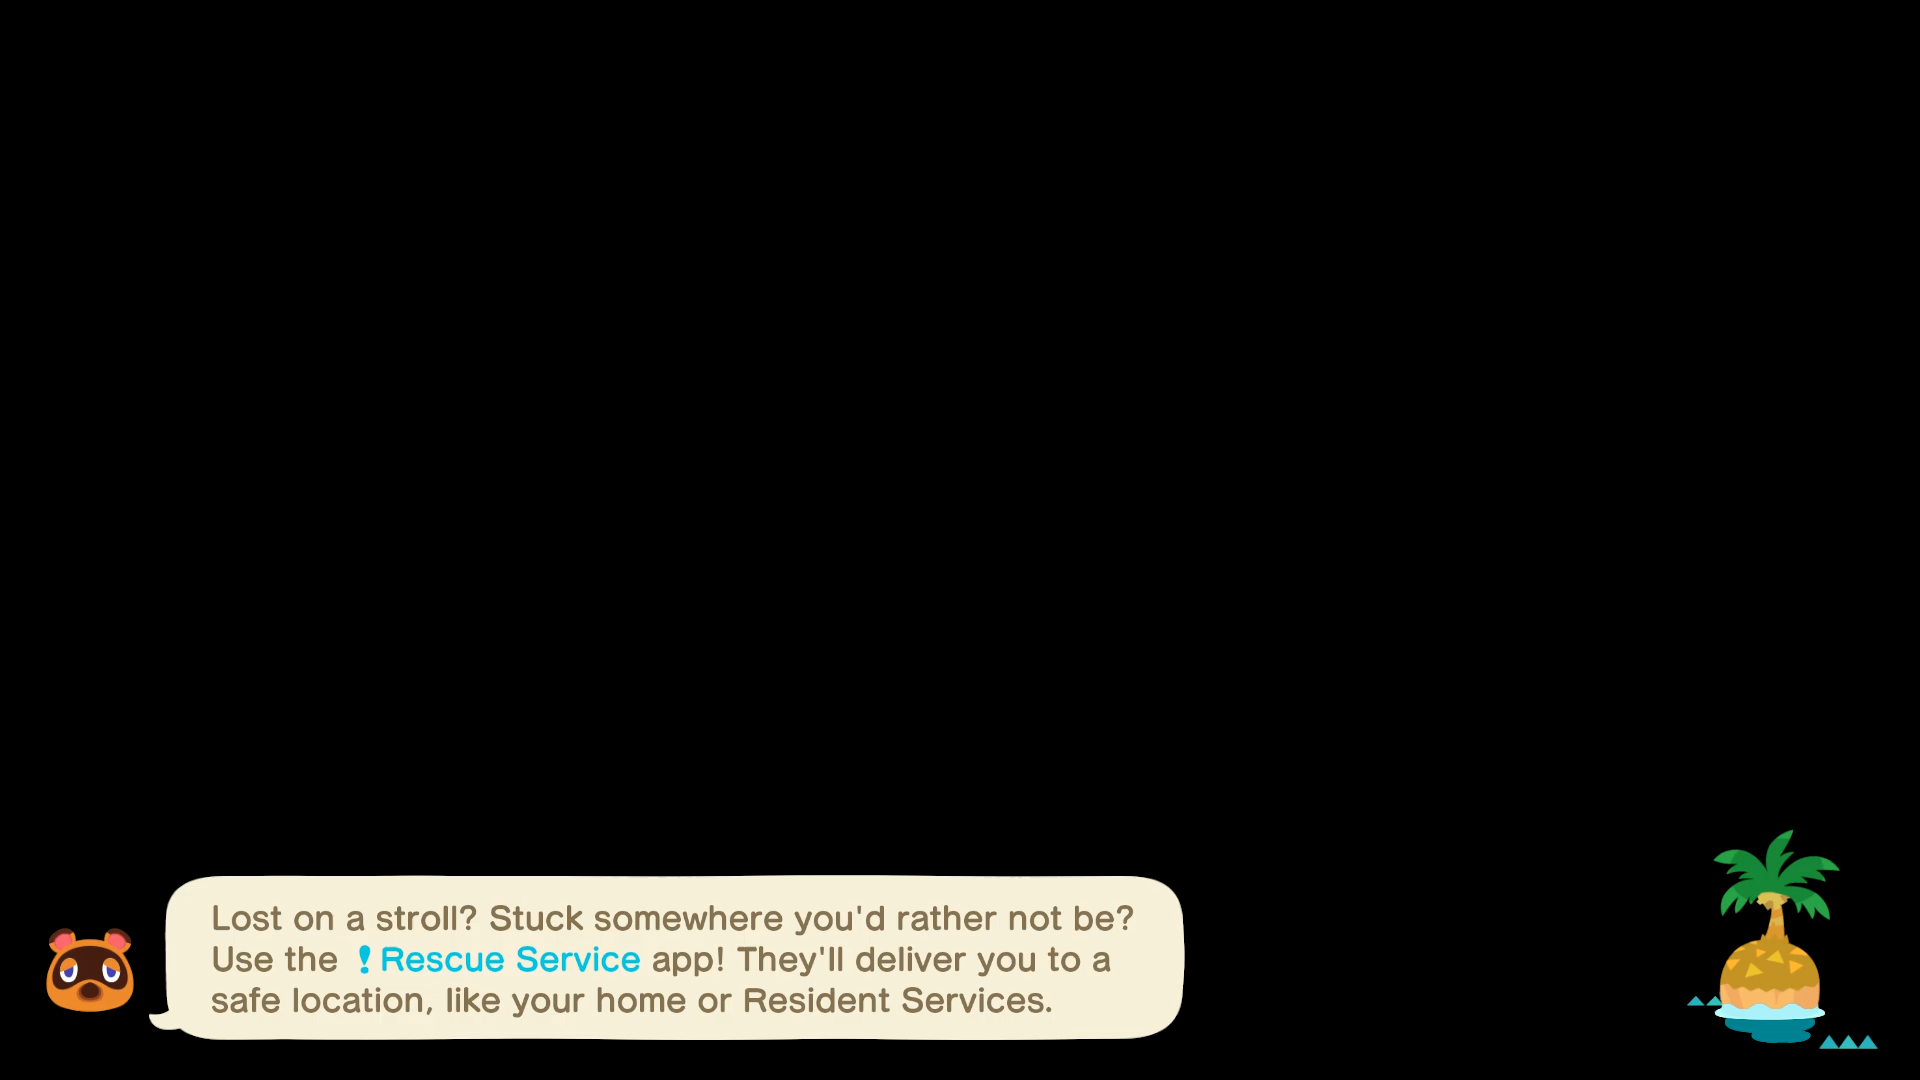 Lost on a stroll? Stuck somewhere you'd rather not be?
Use the ! Rescue Service app! They'll deliver you to a
safe location, like your home or Resident Services.